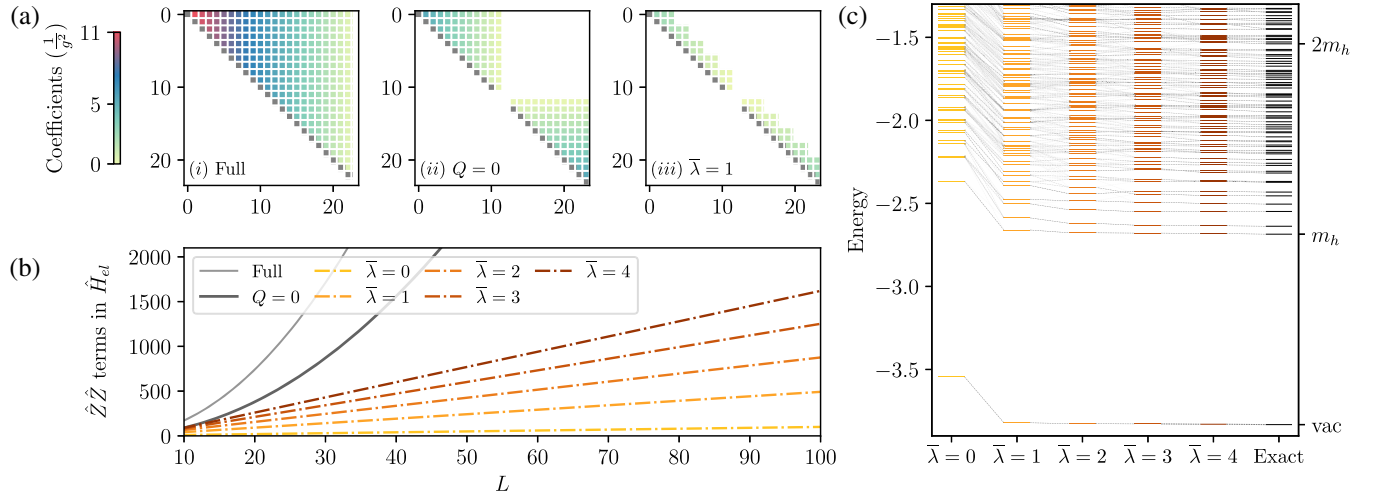 (a)
Coefficients (1/g²)
11
5
0
0
10
20
(i) Full
0 10 20
0
10
20
(ii) Q = 0
0 10 20
0
10
20
(iii) λ̅ = 1
0 10 20
(b)
ẐẐ terms in Ĥ_el
2000
1500
1000
500
0
Full λ̅ = 0 λ̅ = 2 λ̅ = 4
Q = 0 λ̅ = 1 λ̅ = 3
10 20 30 40 50 60 70 80 90 100
L
(c)
Energy
−1.5
−2.0
−2.5
−3.0
−3.5
2m_h
m_h
vac
λ̅ = 0 λ̅ = 1 λ̅ = 2 λ̅ = 3 λ̅ = 4 Exact